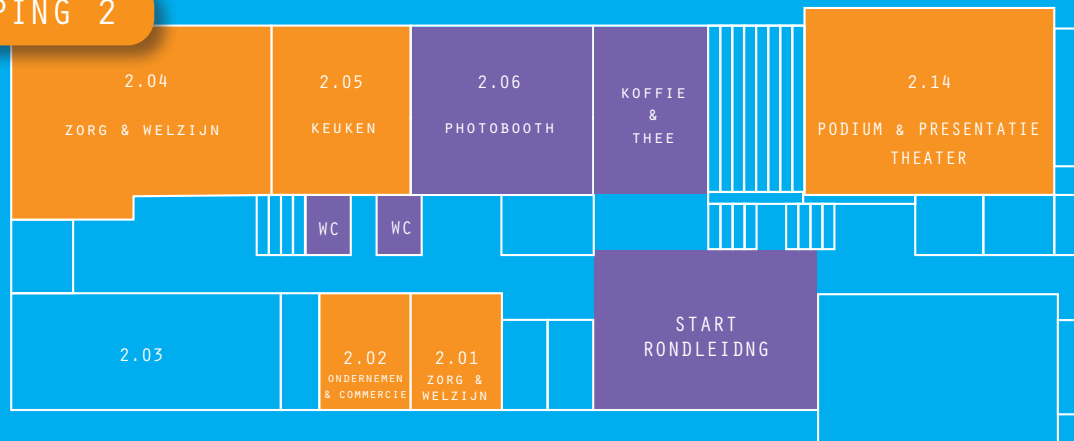 PING 2
2.04
ZORG & WELZIJN
2.05
KEUKEN
2.06
PHOTOBOOTH
KOFFIE
&
THEE
2.14
PODIUM & PRESENTATIE
THEATER
WC
WC
2.03
2.02
ONDERNEMEN
& COMMERCIE
2.01
ZORG &
WELZIJN
START
RONDLEIDNG